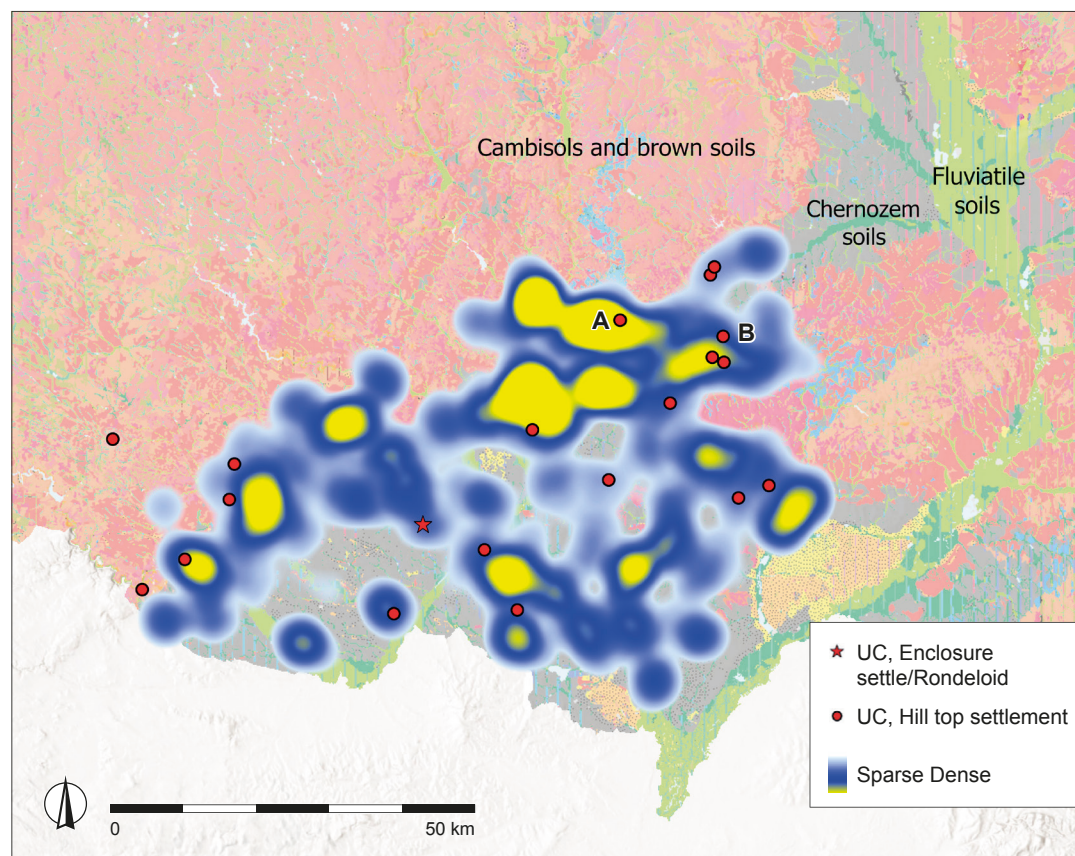 Cambisols and brown soils
Fluviatile
soils
Chernozem
soils
A
B
UC, Enclosure
settle/Rondeloid
UC, Hill top settlement
Sparse Dense
0
50 km